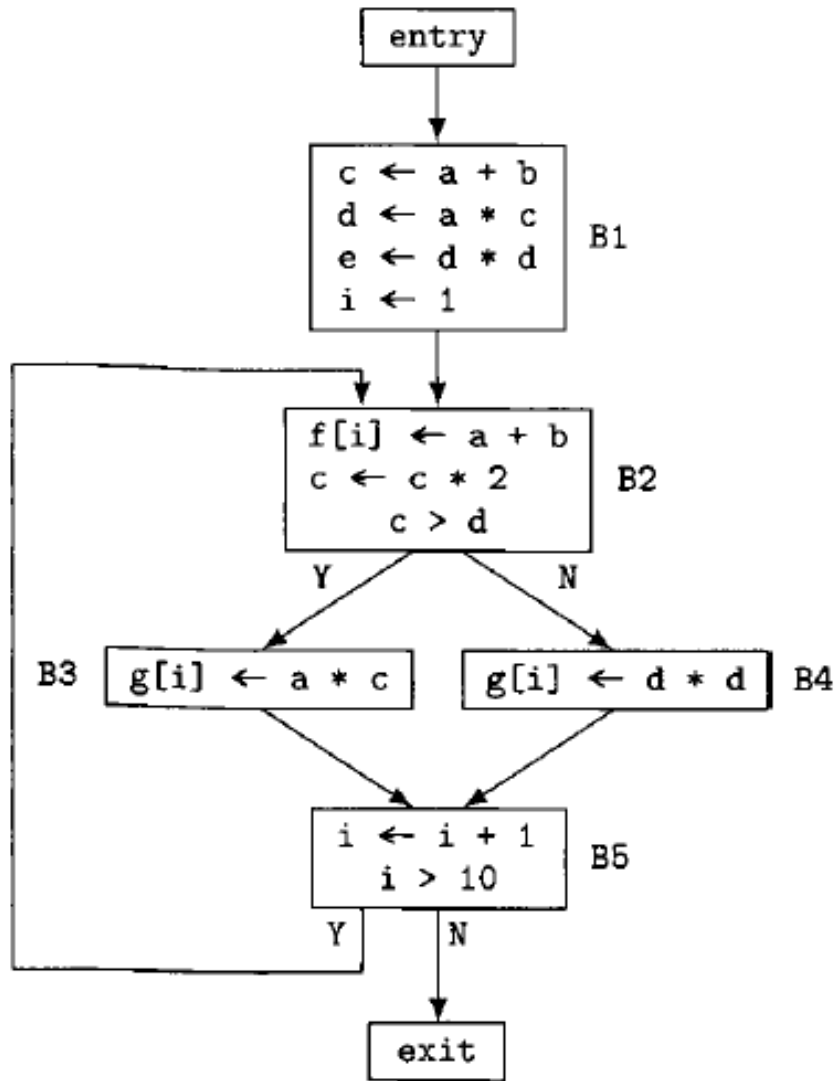 entry
c ← a + b
d ← a * c
e ← d * d
i ← 1
B1
f[i] ← a + b
c ← c * 2
c > d
B2
Y N
B3 g[i] ← a * c g[i] ← d * d B4
i ← i + 1
i > 10
B5
Y N
exit